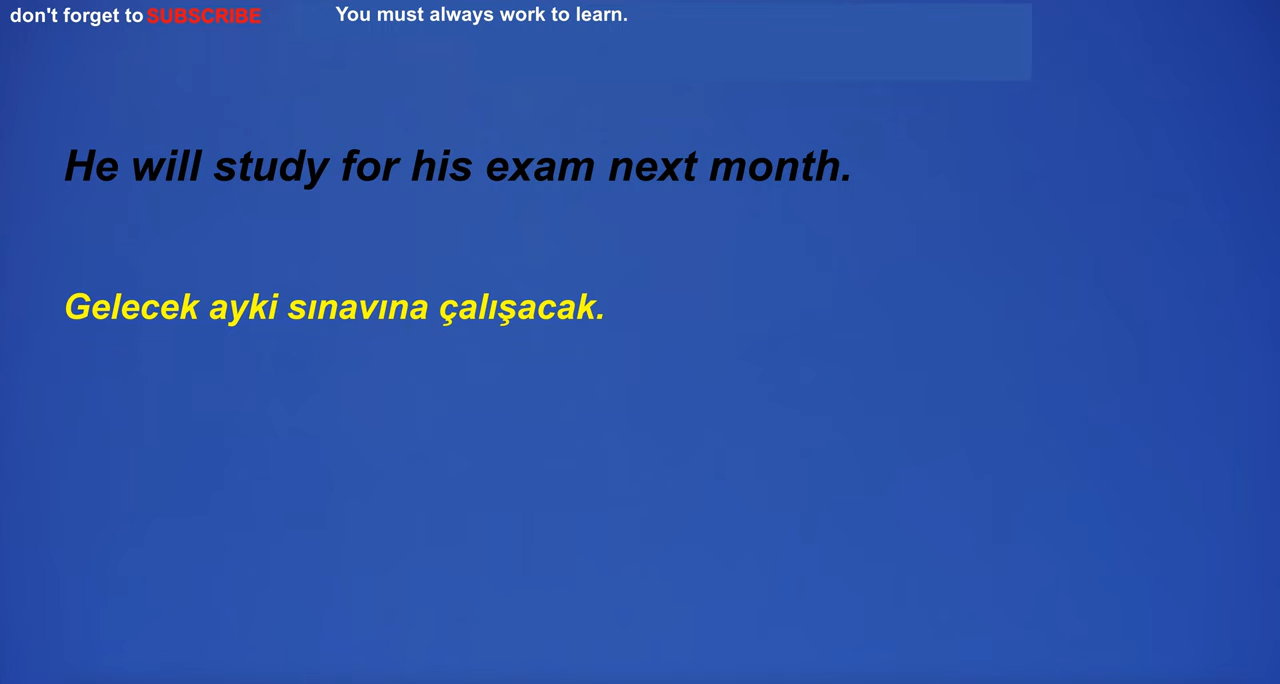 don't forget to SUBSCRIBE
You must always work to learn.
He will study for his exam next month.
Gelecek ayki sınavına çalışacak.